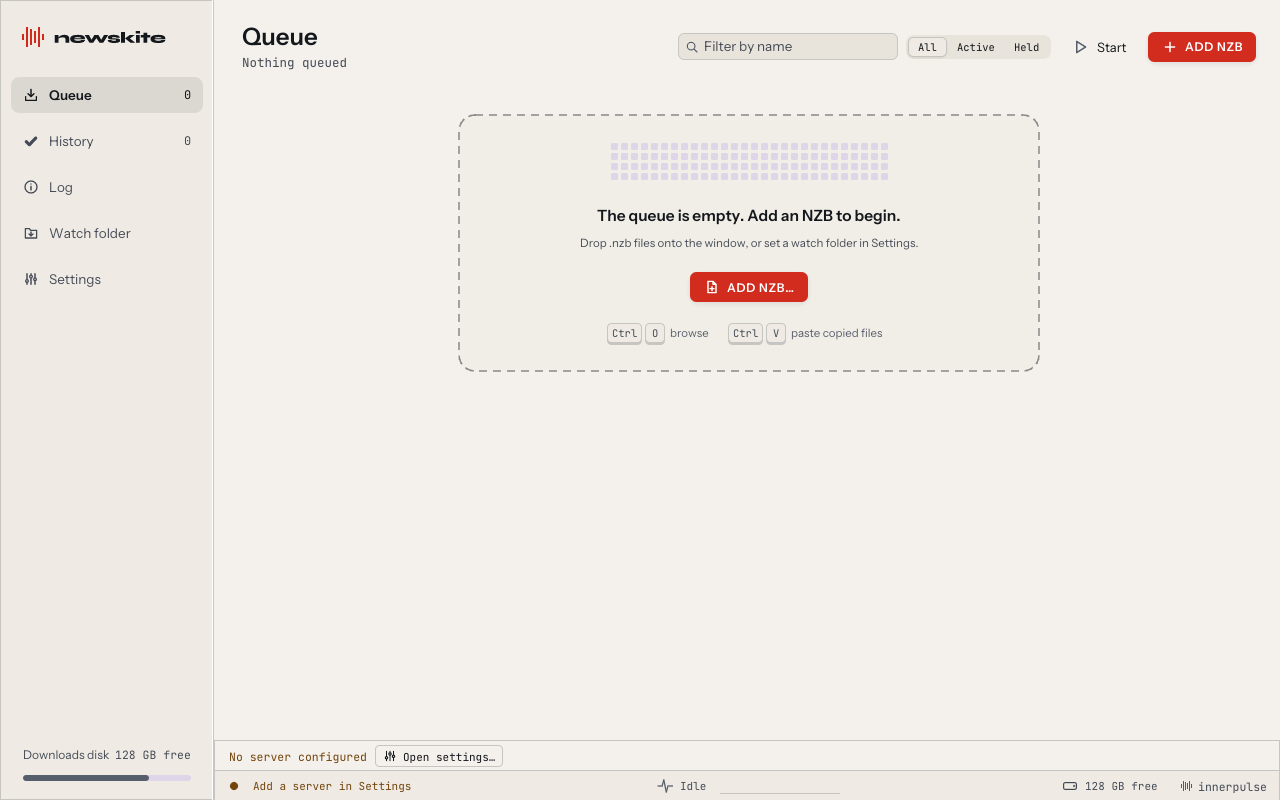 newskite
Queue 0
History 0
Log
Watch folder
Settings
Downloads disk 128 GB free
Queue
Nothing queued
Filter by name
All Active Held
Start
ADD NZB
The queue is empty. Add an NZB to begin.
Drop .nzb files onto the window, or set a watch folder in Settings.
ADD NZB…
Ctrl O browse Ctrl V paste copied files
No server configured Open settings…
Add a server in Settings Idle 128 GB free innerpulse